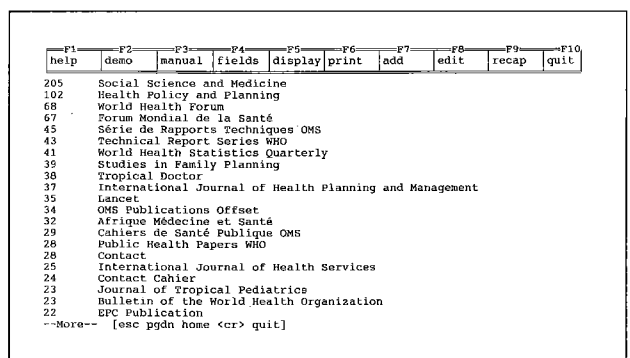 F1 F2 F3 F4 F5 F6 F7 F8 F9 F10
help demo manual fields display print add edit recap quit
205 Social Science and Medicine
102 Health Policy and Planning
68 World Health Forum
67 Forum Mondial de la Santé
45 Série de Rapports Techniques OMS
43 Technical Report Series WHO
41 World Health Statistics Quarterly
39 Studies in Family Planning
38 Tropical Doctor
37 International Journal of Health Planning and Management
35 Lancet
34 OMS Publications Offset
32 Afrique Médecine et Santé
29 Cahiers de Santé Publique OMS
28 Public Health Papers WHO
28 Contact
25 International Journal of Health Services
24 Contact Cahier
23 Journal of Tropical Pediatrics
23 Bulletin of the World Health Organization
22 EPC Publication
--More-- [esc pgdn home <cr> quit]